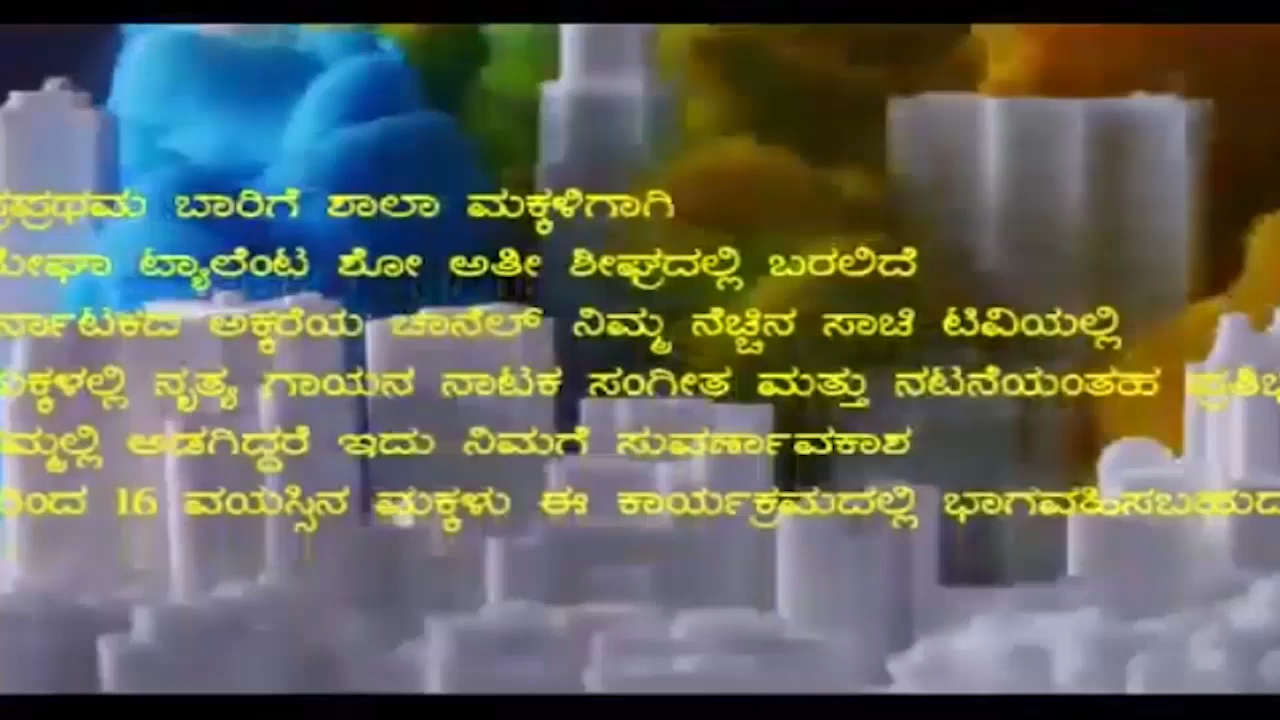 ಬಾರಿಗೆ ಶಾಲಾ ಮಕ್ಕಳಿಗಾಗಿ
ಟ್ಯಾಲೆಂಟ ಶೋ ಅತೀ ಶೀಘ್ರದಲ್ಲಿ ಬರಲಿದೆ
ಅಕ್ಕರೆಯ ಚಾನೆಲ್ ನಿಮ್ಮ ನೆಚ್ಚಿನ ಸಾಚಿ ಟಿವಿಯಲ್ಲಿ
ನೃತ್ಯ ಗಾಯನ ನಾಟಕ ಸಂಗೀತ ಮತ್ತು ನಟನೆಯಂತಹ
ಅಡಗಿದ್ದರೆ ಇದು ನಿಮಗೆ ಸುವರ್ಣಾವಕಾಶ
16 ವಯಸ್ಸಿನ ಮಕ್ಕಳು ಈ ಕಾರ್ಯಕ್ರಮದಲ್ಲಿ